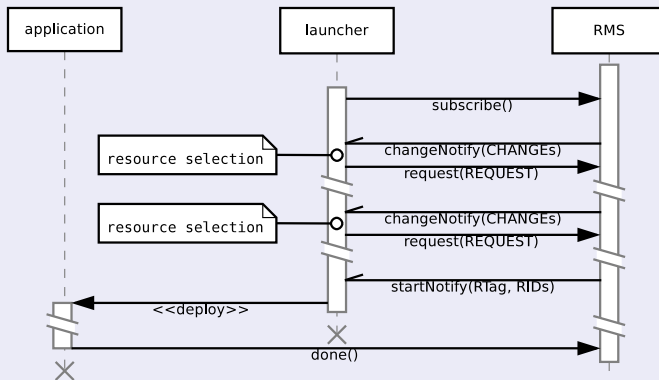 application
launcher
RMS
subscribe()
changeNotify(CHANGEs)
resource selection
request(REQUEST)
changeNotify(CHANGEs)
resource selection
request(REQUEST)
startNotify(RTag, RIDs)
<<deploy>>
done()